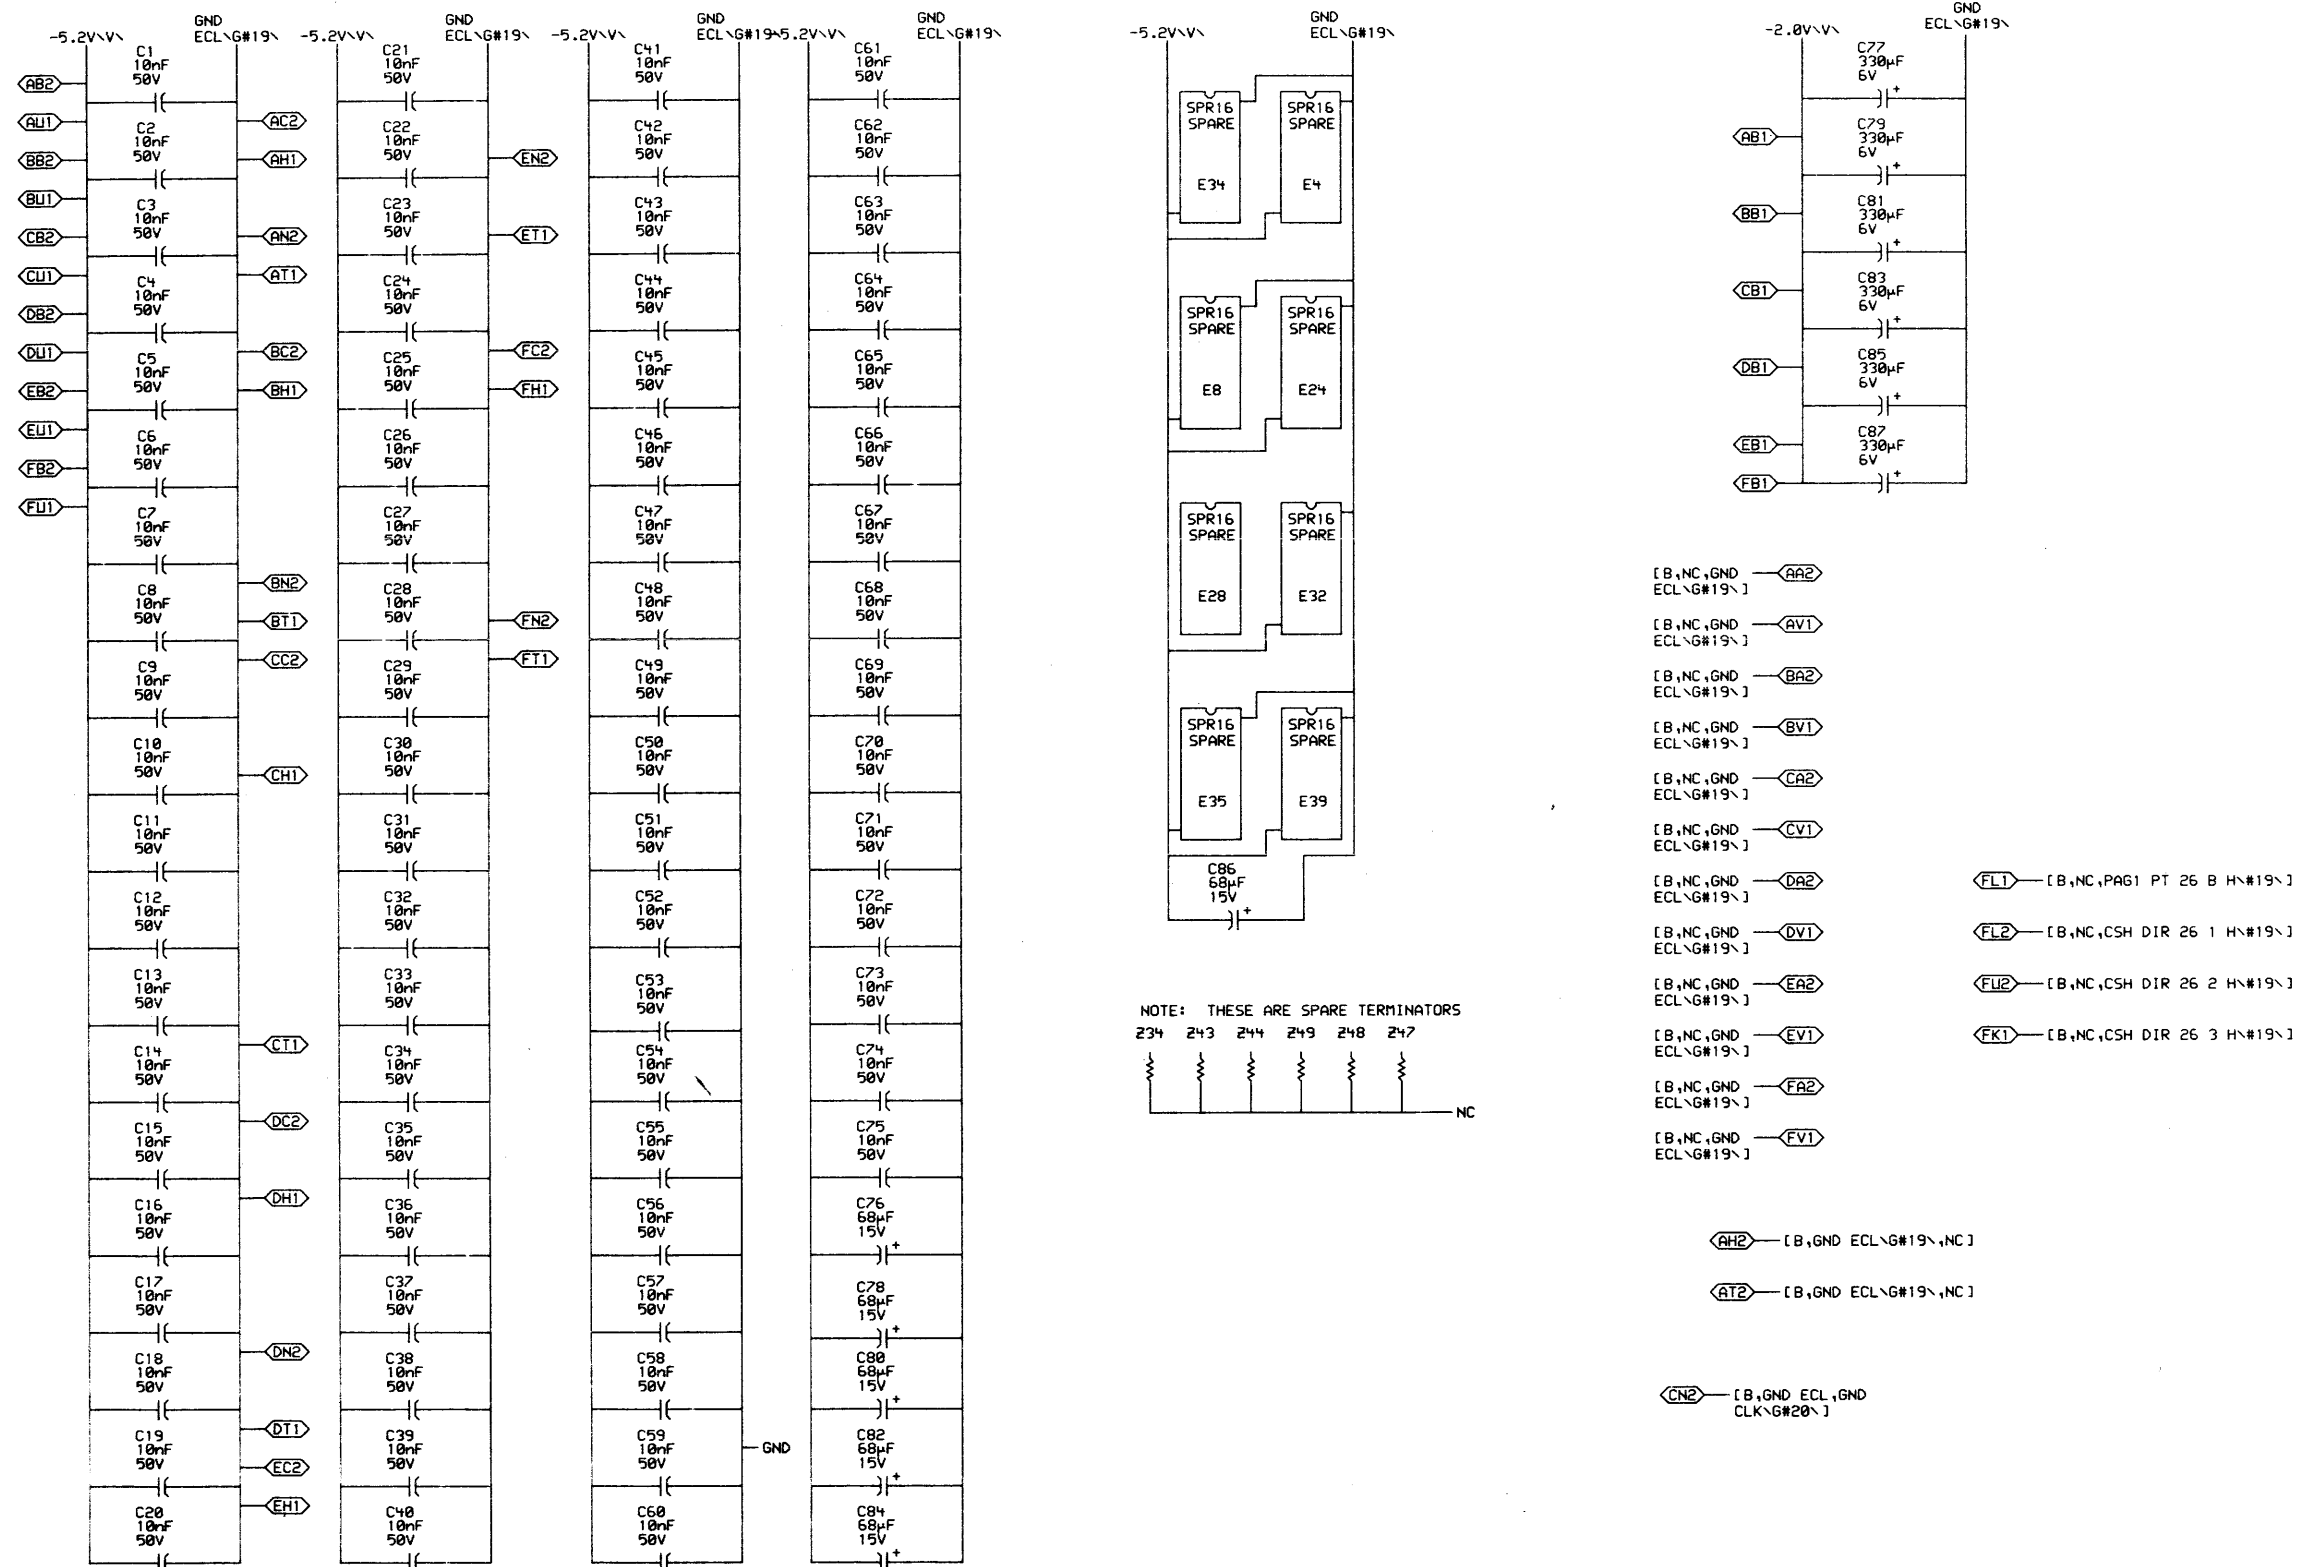 -5.2V\V\
GND
ECL\G#19\
AB2
AU1
BB2
BU1
CB2
CU1
DB2
DU1
EB2
EU1
FB2
FU1
C1
10nF
50V
C2
10nF
50V
C3
10nF
50V
C4
10nF
50V
C5
10nF
50V
C6
10nF
50V
C7
10nF
50V
C8
10nF
50V
C9
10nF
50V
C10
10nF
50V
C11
10nF
50V
C12
10nF
50V
C13
10nF
50V
C14
10nF
50V
C15
10nF
50V
C16
10nF
50V
C17
10nF
50V
C18
10nF
50V
C19
10nF
50V
C20
10nF
50V
AC2
AH1
AN2
AT1
BC2
BH1
BN2
BT1
CC2
CH1
CT1
DC2
DH1
DN2
DT1
EC2
EH1
-5.2V\V\
GND
ECL\G#19\
C21
10nF
50V
C22
10nF
50V
C23
10nF
50V
C24
10nF
50V
C25
10nF
50V
C26
10nF
50V
C27
10nF
50V
C28
10nF
50V
C29
10nF
50V
C30
10nF
50V
C31
10nF
50V
C32
10nF
50V
C33
10nF
50V
C34
10nF
50V
C35
10nF
50V
C36
10nF
50V
C37
10nF
50V
C38
10nF
50V
C39
10nF
50V
C40
10nF
50V
EN2
ET1
FC2
FH1
FN2
FT1
-5.2V\V\
GND
ECL\G#19\
C41
10nF
50V
C42
10nF
50V
C43
10nF
50V
C44
10nF
50V
C45
10nF
50V
C46
10nF
50V
C47
10nF
50V
C48
10nF
50V
C49
10nF
50V
C50
10nF
50V
C51
10nF
50V
C52
10nF
50V
C53
10nF
50V
C54
10nF
50V
C55
10nF
50V
C56
10nF
50V
C57
10nF
50V
C58
10nF
50V
C59
10nF
50V
C60
10nF
50V
GND
-5.2V\V\
GND
ECL\G#19\
C61
10nF
50V
C62
10nF
50V
C63
10nF
50V
C64
10nF
50V
C65
10nF
50V
C66
10nF
50V
C67
10nF
50V
C68
10nF
50V
C69
10nF
50V
C70
10nF
50V
C71
10nF
50V
C72
10nF
50V
C73
10nF
50V
C74
10nF
50V
C75
10nF
50V
C76
68µF
15V
+
C78
68µF
15V
+
C80
68µF
15V
+
C82
68µF
15V
+
C84
68µF
15V
+
-5.2V\V\
GND
ECL\G#19\
SPR16
SPARE
E34
SPR16
SPARE
E4
SPR16
SPARE
E8
SPR16
SPARE
E24
SPR16
SPARE
E28
SPR16
SPARE
E32
SPR16
SPARE
E35
SPR16
SPARE
E39
C86
68µF
15V
+
NOTE: THESE ARE SPARE TERMINATORS
Z34 Z43 Z44 Z49 Z48 Z47
NC
-2.0V\V\
GND
ECL\G#19\
C77
330µF
6V
+
C79
330µF
6V
+
C81
330µF
6V
+
C83
330µF
6V
+
C85
330µF
6V
+
C87
330µF
6V
+
AB1
BB1
CB1
DB1
EB1
FB1
[B,NC,GND AA2
ECL\G#19\]
[B,NC,GND AV1
ECL\G#19\]
[B,NC,GND BA2
ECL\G#19\]
[B,NC,GND BV1
ECL\G#19\]
[B,NC,GND CA2
ECL\G#19\]
[B,NC,GND CV1
ECL\G#19\]
[B,NC,GND DA2
ECL\G#19\]
[B,NC,GND DV1
ECL\G#19\]
[B,NC,GND EA2
ECL\G#19\]
[B,NC,GND EV1
ECL\G#19\]
[B,NC,GND FA2
ECL\G#19\]
[B,NC,GND FV1
ECL\G#19\]
FL1 [B,NC,PAG1 PT 26 B H\#19\]
FL2 [B,NC,CSH DIR 26 1 H\#19\]
FU2 [B,NC,CSH DIR 26 2 H\#19\]
FK1 [B,NC,CSH DIR 26 3 H\#19\]
AH2 [B,GND ECL\G#19\,NC]
AT2 [B,GND ECL\G#19\,NC]
CN2 [B,GND ECL,GND
CLK\G#20\]